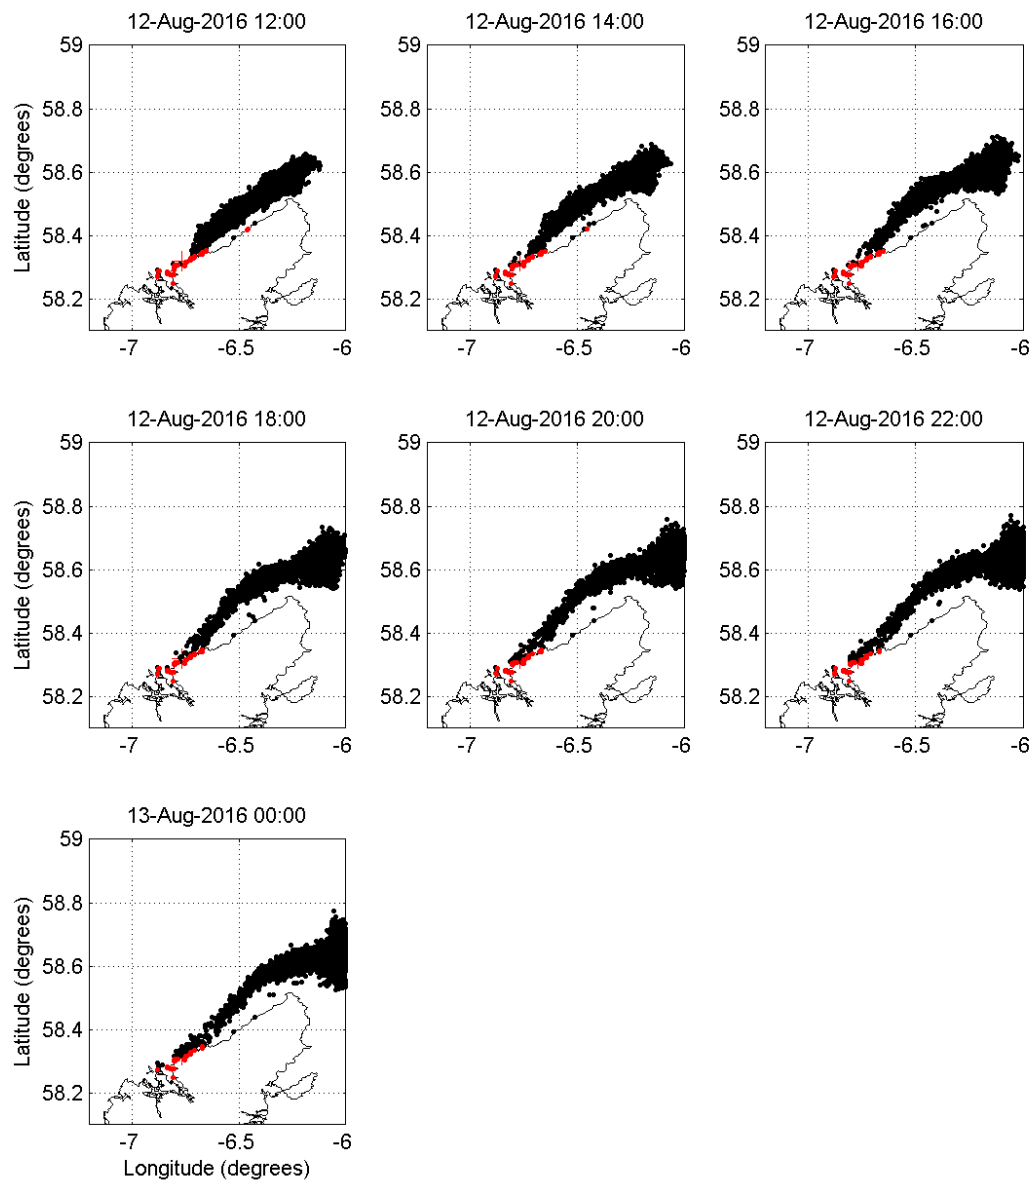 12-Aug-2016 12:00 12-Aug-2016 14:00 12-Aug-2016 16:00
59 59 59
58.8 58.8 58.8
58.6 58.6 58.6
58.4 58.4 58.4
58.2 58.2 58.2
Latitude (degrees)
-7 -6.5 -6 -7 -6.5 -6 -7 -6.5 -6
12-Aug-2016 18:00 12-Aug-2016 20:00 12-Aug-2016 22:00
59 59 59
58.8 58.8 58.8
58.6 58.6 58.6
58.4 58.4 58.4
58.2 58.2 58.2
Latitude (degrees)
-7 -6.5 -6 -7 -6.5 -6 -7 -6.5 -6
13-Aug-2016 00:00
59
58.8
58.6
58.4
58.2
Latitude (degrees)
-7 -6.5 -6
Longitude (degrees)